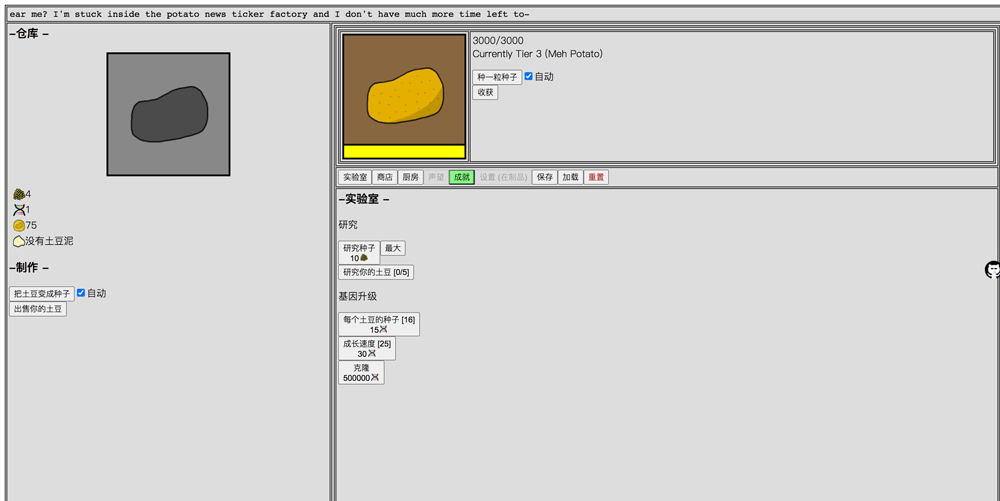 ear me? I'm stuck inside the potato news ticker factory and I don't have much more time left to-
-仓库 -
4
1
75
没有土豆泥
-制作 -
把土豆变成种子 自动
出售你的土豆
3000/3000
Currently Tier 3 (Meh Potato)
种一粒种子 自动
收获
实验室 商店 厨房 声望 成就 设置 (在制品) 保存 加载 重置
-实验室 -
研究
研究种子 最大
10
研究你的土豆 [0/5]
基因升级
每个土豆的种子 [16]
15
成长速度 [25]
30
克隆
500000